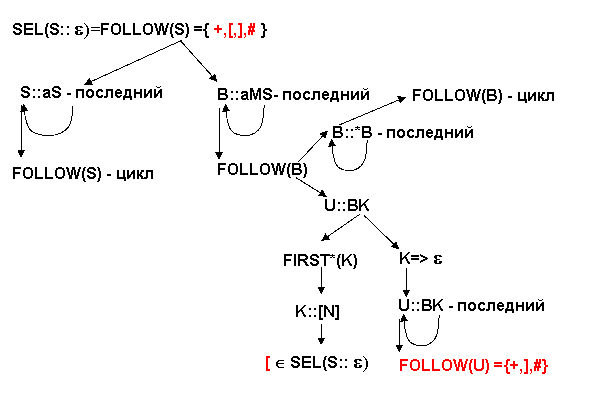 SEL(S:: ε)=FOLLOW(S) ={ +,[,],# }
S::aS - последний
B::aMS- последний
FOLLOW(B) - цикл
B::*B - последний
FOLLOW(S) - цикл
FOLLOW(B)
U::BK
FIRST*(K)
K=> ε
K::[N]
U::BK - последний
[ ∈ SEL(S:: ε)
FOLLOW(U) ={+,],#}